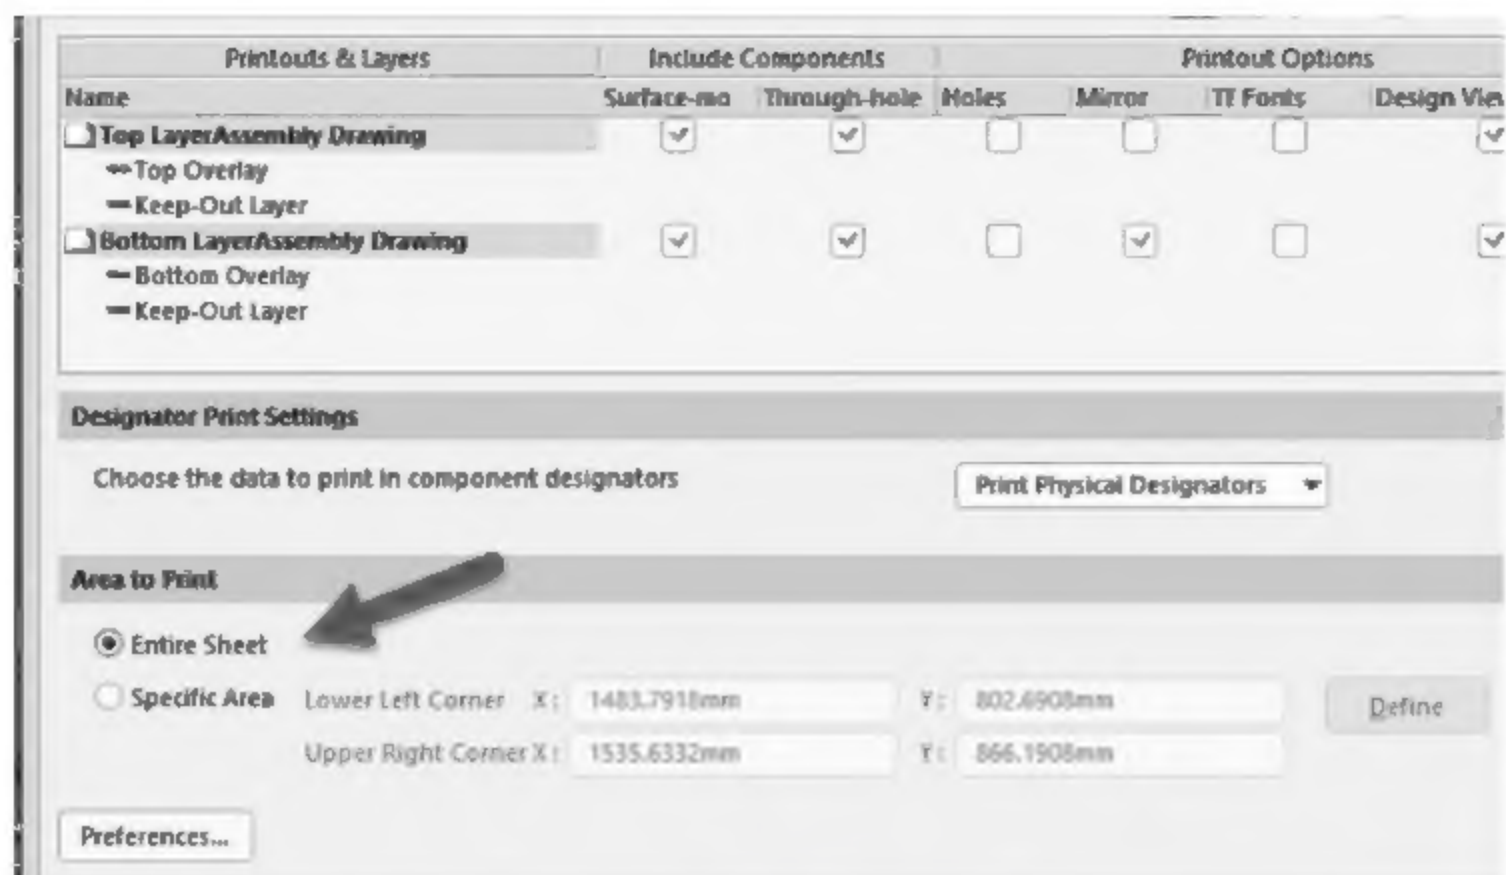 Printouts & Layers Include Components Printout Options
Name Surface-mo Through-hole Holes Mirror TT Fonts Design Viev
Top LayerAssembly Drawing
Top Overlay
Keep-Out Layer
Bottom LayerAssembly Drawing
Bottom Overlay
Keep-Out Layer
Designator Print Settings
Choose the data to print in component designators Print Physical Designators
Area to Print
Entire Sheet
Specific Area Lower Left Corner X: 1483.7918mm Y: 802.6908mm Define
Upper Right Corner X: 1535.6332mm Y: 866.1908mm
Preferences...